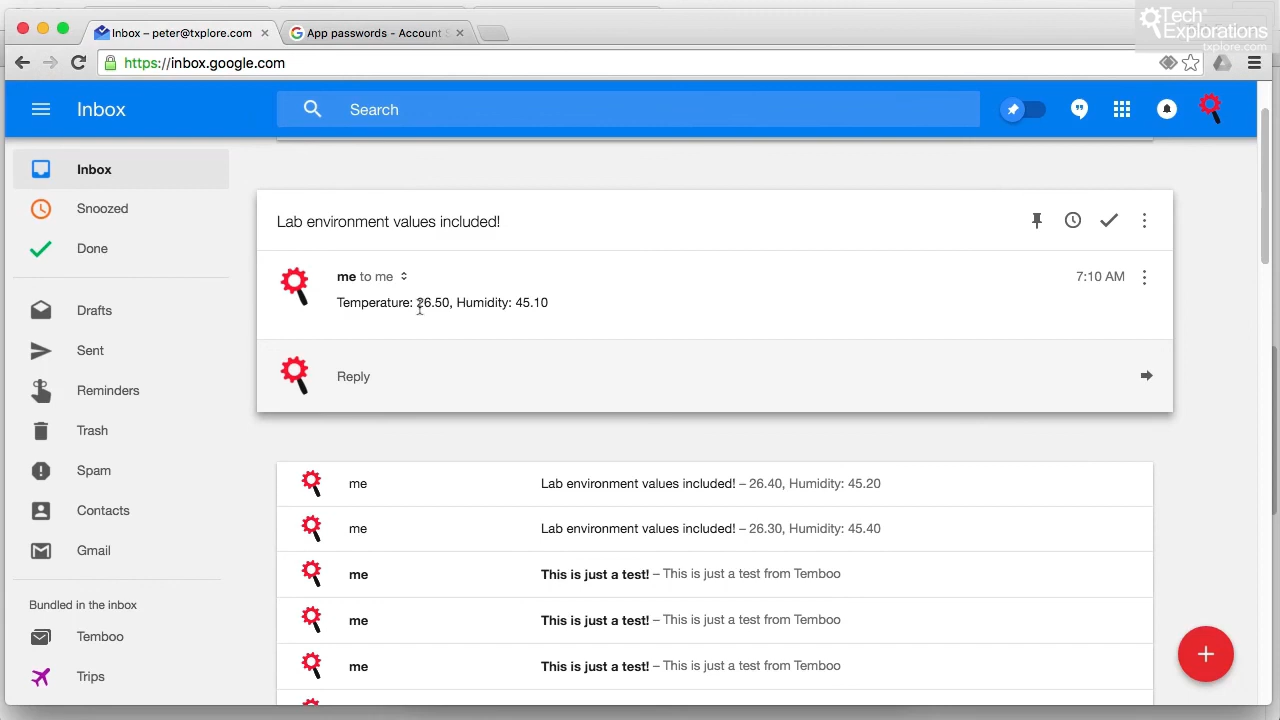 Inbox – peter@txplore.com
App passwords - Account S
Tech
Explorations
txplore.com
https://inbox.google.com
Inbox
Search
Inbox
Snoozed
Done
Drafts
Sent
Reminders
Trash
Spam
Contacts
Gmail
Bundled in the inbox
Temboo
Trips
Lab environment values included!
me to me
7:10 AM
Temperature: 26.50, Humidity: 45.10
Reply
me Lab environment values included! – 26.40, Humidity: 45.20
me Lab environment values included! – 26.30, Humidity: 45.40
me This is just a test! – This is just a test from Temboo
me This is just a test! – This is just a test from Temboo
me This is just a test! – This is just a test from Temboo